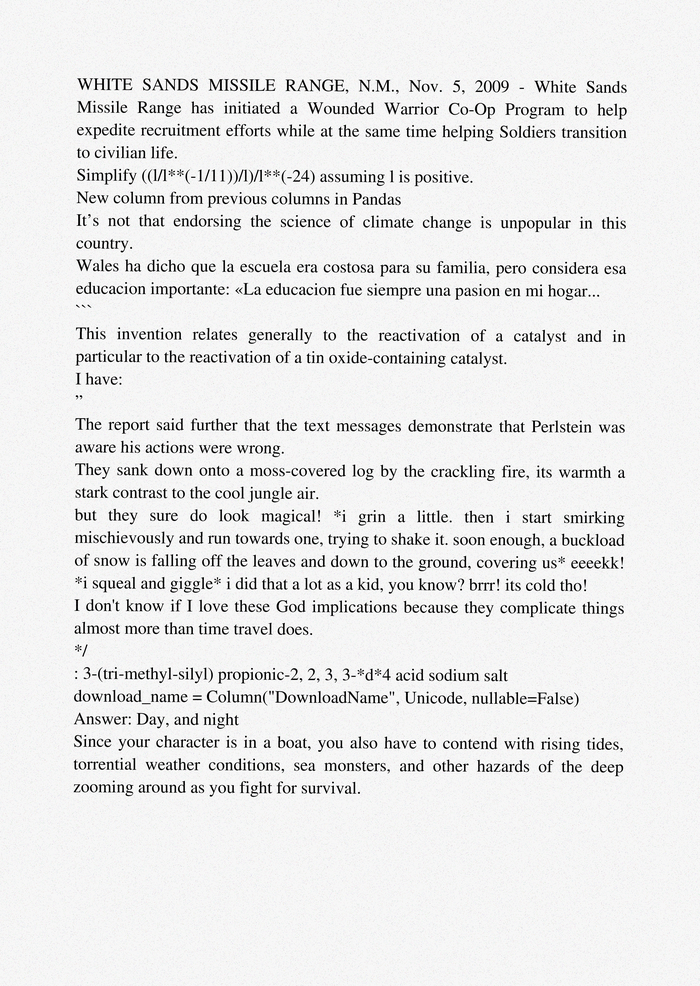 WHITE SANDS MISSILE RANGE, N.M., Nov. 5, 2009 - White Sands
Missile Range has initiated a Wounded Warrior Co-Op Program to help
expedite recruitment efforts while at the same time helping Soldiers transition
to civilian life.
Simplify ((l/l**(-1/11))/l)/l**(-24) assuming l is positive.
New column from previous columns in Pandas
It’s not that endorsing the science of climate change is unpopular in this
country.
Wales ha dicho que la escuela era costosa para su familia, pero considera esa
educacion importante: «La educacion fue siempre una pasion en mi hogar...
```
This invention relates generally to the reactivation of a catalyst and in
particular to the reactivation of a tin oxide-containing catalyst.
I have:
”
The report said further that the text messages demonstrate that Perlstein was
aware his actions were wrong.
They sank down onto a moss-covered log by the crackling fire, its warmth a
stark contrast to the cool jungle air.
but they sure do look magical! *i grin a little. then i start smirking
mischievously and run towards one, trying to shake it. soon enough, a buckload
of snow is falling off the leaves and down to the ground, covering us* eeeekk!
*i squeal and giggle* i did that a lot as a kid, you know? brrr! its cold tho!
I don't know if I love these God implications because they complicate things
almost more than time travel does.
*/
: 3-(tri-methyl-silyl) propionic-2, 2, 3, 3-*d*4 acid sodium salt
download_name = Column("DownloadName", Unicode, nullable=False)
Answer: Day, and night
Since your character is in a boat, you also have to contend with rising tides,
torrential weather conditions, sea monsters, and other hazards of the deep
zooming around as you fight for survival.